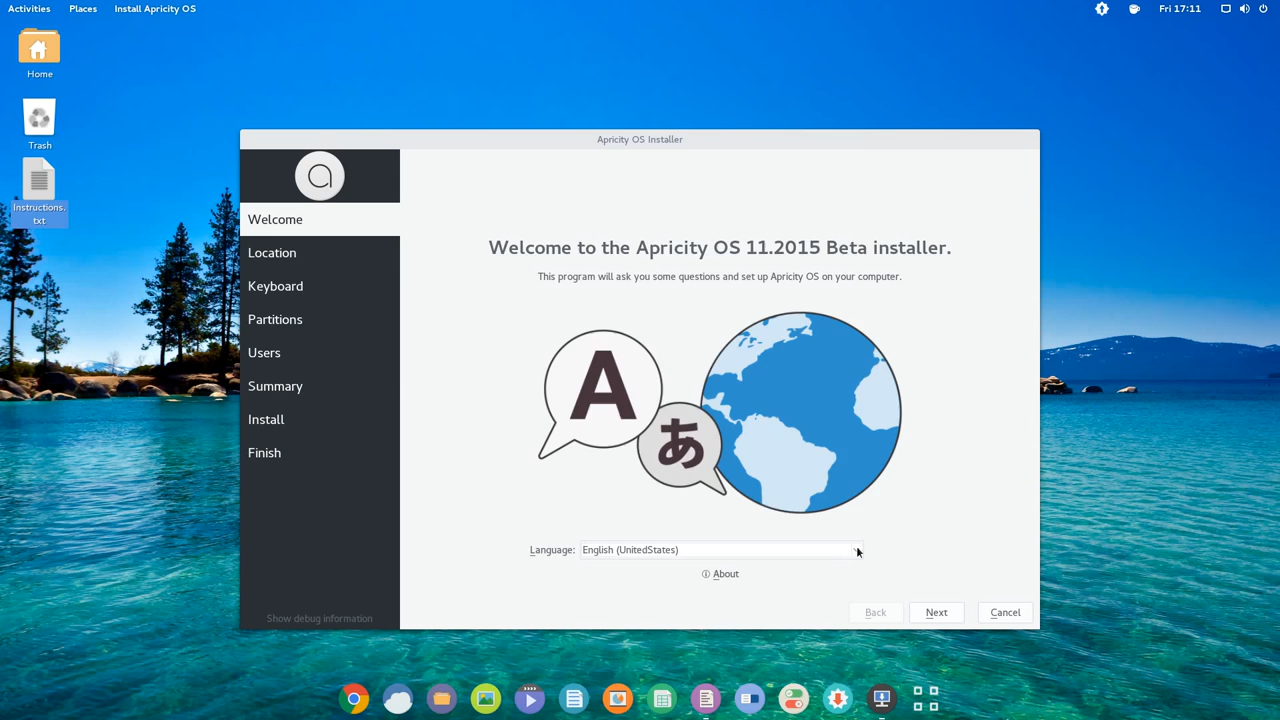 Activities Places Install Apricity OS Fri 17:11
Home
Trash
Instructions.
txt
Apricity OS Installer
Welcome
Location
Keyboard
Partitions
Users
Summary
Install
Finish
Show debug information
Welcome to the Apricity OS 11.2015 Beta installer.
This program will ask you some questions and set up Apricity OS on your computer.
A
あ
Language: English (UnitedStates)
About
Back Next Cancel